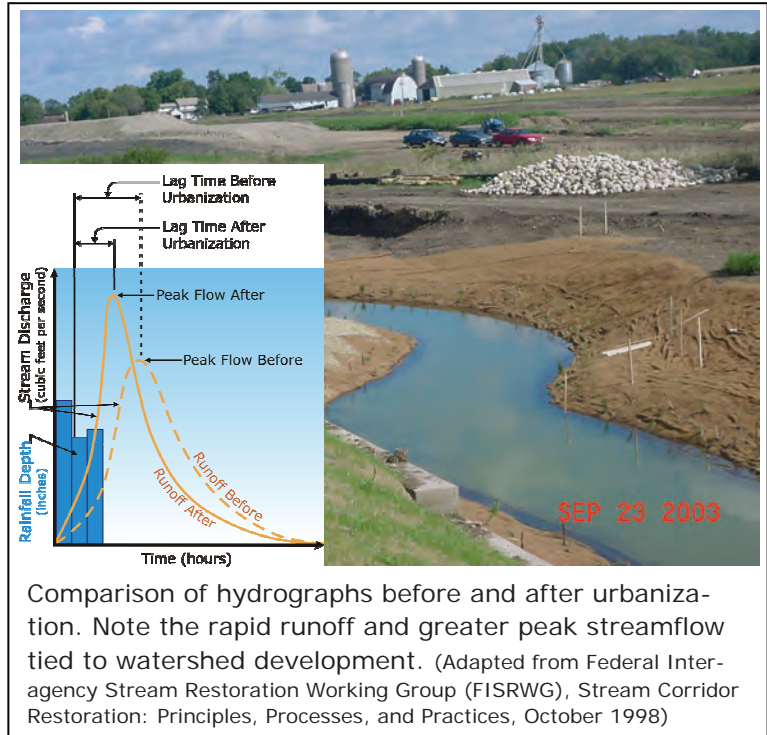 Lag Time Before
Urbanization
Lag Time After
Urbanization
Peak Flow After
Peak Flow Before
Stream Discharge
(cubic feet per second)
Rainfall Depth
(inches)
Runoff Before
Runoff After
Time (hours)
SEP 23 2003
Comparison of hydrographs before and after urbaniza-
tion. Note the rapid runoff and greater peak streamflow
tied to watershed development. (Adapted from Federal Inter-
agency Stream Restoration Working Group (FISRWG), Stream Corridor
Restoration: Principles, Processes, and Practices, October 1998)